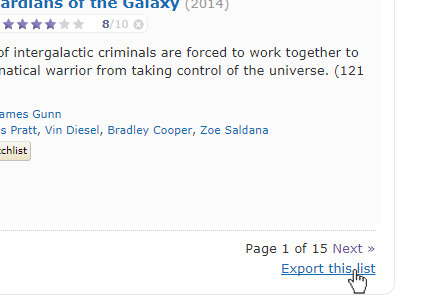 ardians of the Galaxy (2014)
8/10
of intergalactic criminals are forced to work together to
natical warrior from taking control of the universe. (121
ames Gunn
s Pratt, Vin Diesel, Bradley Cooper, Zoe Saldana
chlist
Page 1 of 15 Next »
Export this list